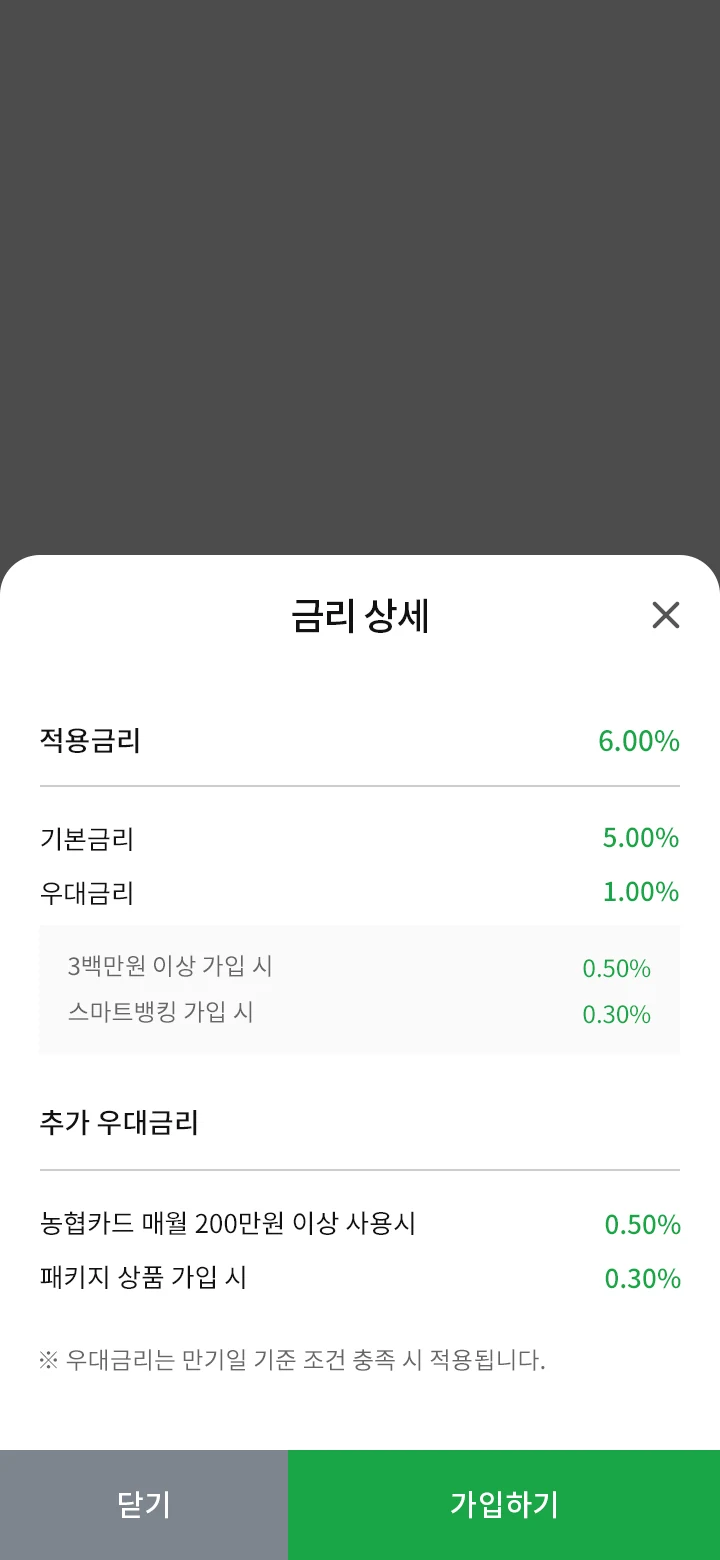 금리 상세
적용금리 6.00%
기본금리 5.00%
우대금리 1.00%
3백만원 이상 가입 시 0.50%
스마트뱅킹 가입 시 0.30%
추가 우대금리
농협카드 매월 200만원 이상 사용시 0.50%
패키지 상품 가입 시 0.30%
※ 우대금리는 만기일 기준 조건 충족 시 적용됩니다.
닫기 가입하기